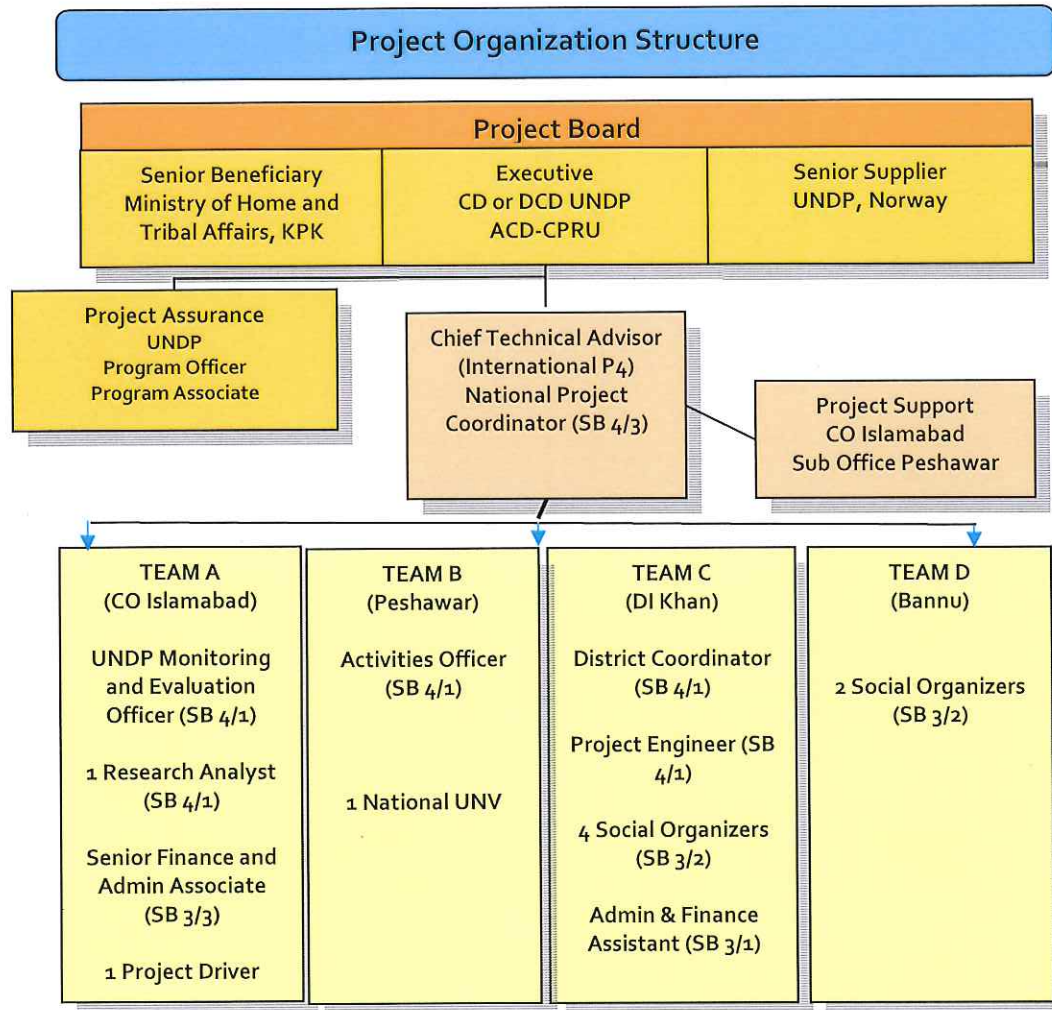 Project Organization Structure
Project Board
Senior Beneficiary
Ministry of Home and
Tribal Affairs, KPK
Executive
CD or DCD UNDP
ACD-CPRU
Senior Supplier
UNDP, Norway
Project Assurance
UNDP
Program Officer
Program Associate
Chief Technical Advisor
(International P4)
National Project
Coordinator (SB 4/3)
Project Support
CO Islamabad
Sub Office Peshawar
TEAM A
(CO Islamabad)
UNDP Monitoring
and Evaluation
Officer (SB 4/1)
1 Research Analyst
(SB 4/1)
Senior Finance and
Admin Associate
(SB 3/3)
1 Project Driver
TEAM B
(Peshawar)
Activities Officer
(SB 4/1)
1 National UNV
TEAM C
(DI Khan)
District Coordinator
(SB 4/1)
Project Engineer (SB
4/1)
4 Social Organizers
(SB 3/2)
Admin & Finance
Assistant (SB 3/1)
TEAM D
(Bannu)
2 Social Organizers
(SB 3/2)